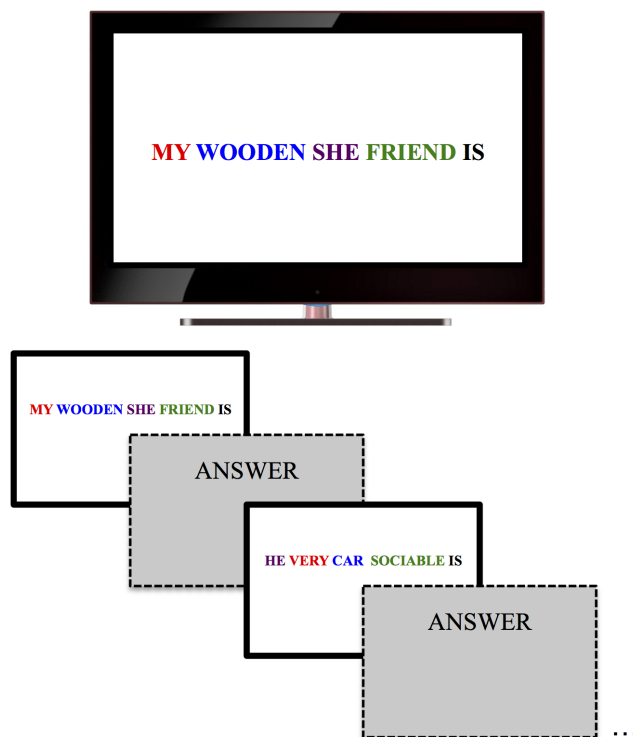 MY WOODEN SHE FRIEND IS
MY WOODEN SHE FRIEND IS
ANSWER
HE VERY CAR SOCIABLE IS
ANSWER
..